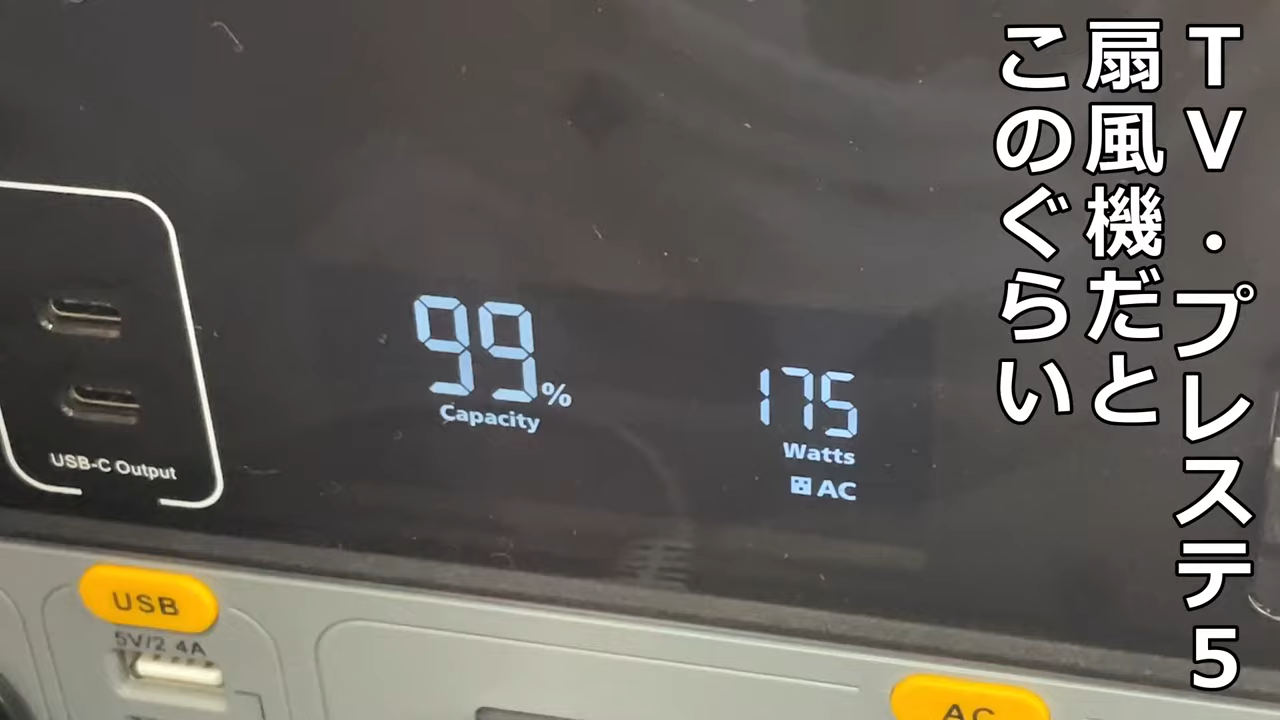 TV・プレステ5
扇風機だと
このぐらい
99%
Capacity
175
Watts
AC
USB-C Output
USB
5V/2.4A
AC